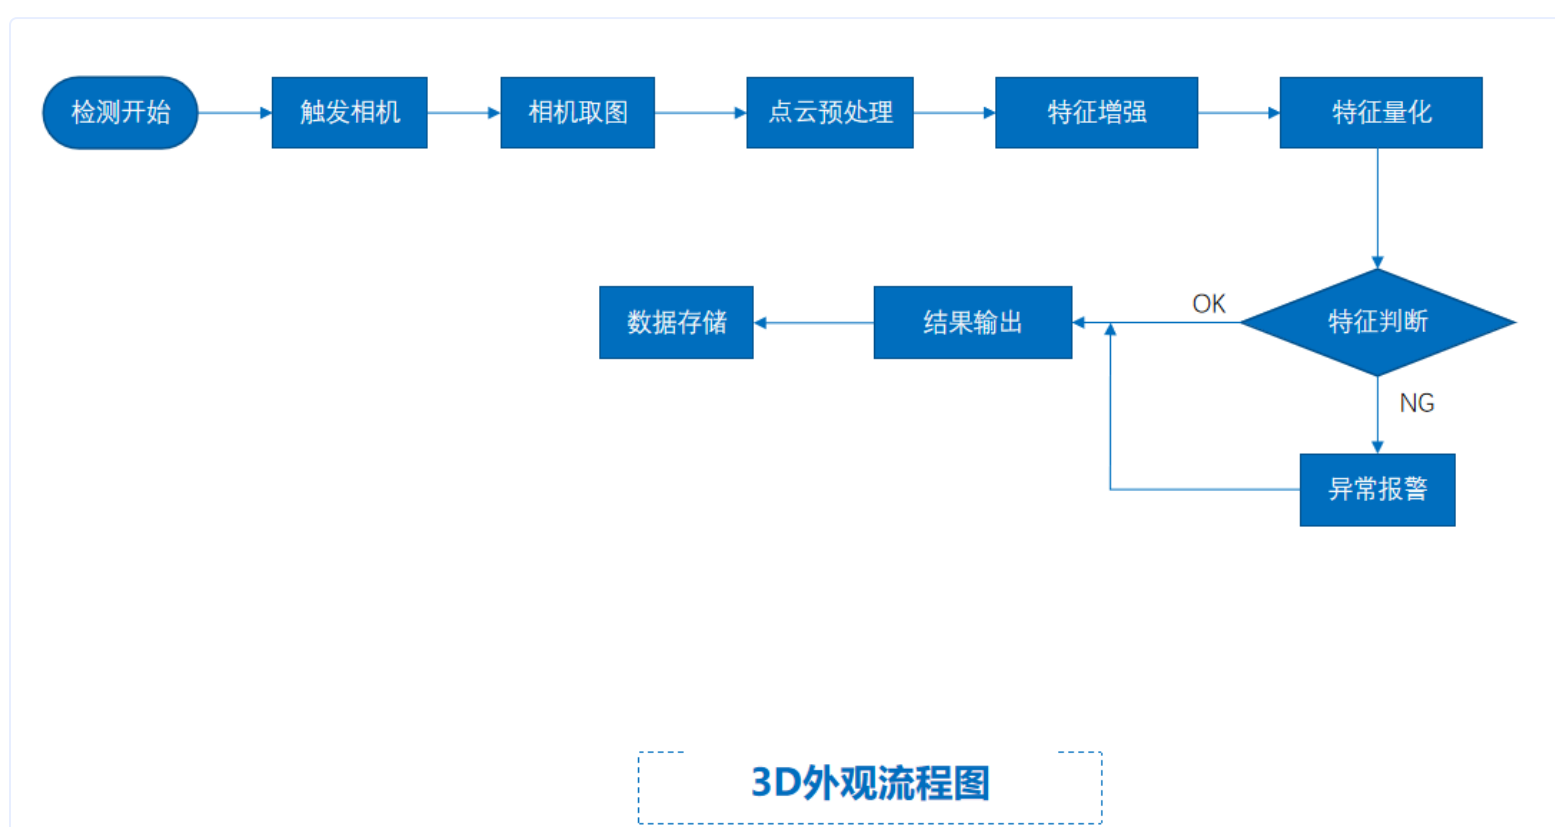 检测开始
触发相机
相机取图
点云预处理
特征增强
特征量化
数据存储
结果输出
OK
特征判断
NG
异常报警
3D外观流程图